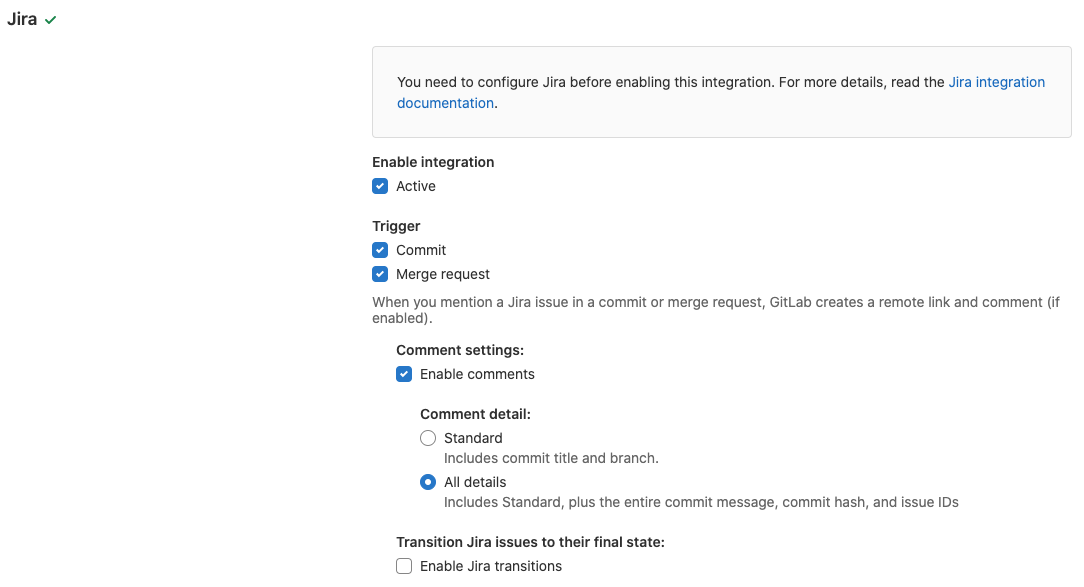 Jira
You need to configure Jira before enabling this integration. For more details, read the Jira integration
documentation.
Enable integration
Active
Trigger
Commit
Merge request
When you mention a Jira issue in a commit or merge request, GitLab creates a remote link and comment (if
enabled).
Comment settings:
Enable comments
Comment detail:
Standard
Includes commit title and branch.
All details
Includes Standard, plus the entire commit message, commit hash, and issue IDs
Transition Jira issues to their final state:
Enable Jira transitions